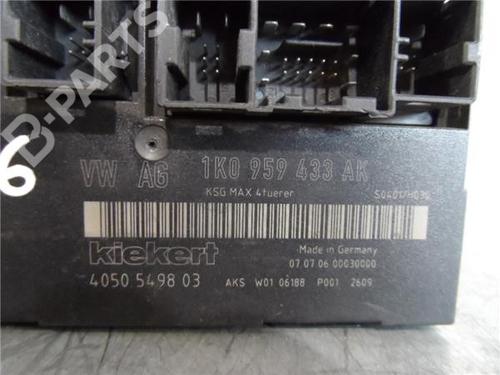 B-PARTS
6
VW AG 1K0 959 433 AK
KSG MAX 4tuerer
kiekert
Made in Germany
07.07.06 00030000
4050 5498 03
AKS W01 06188 P001 2609